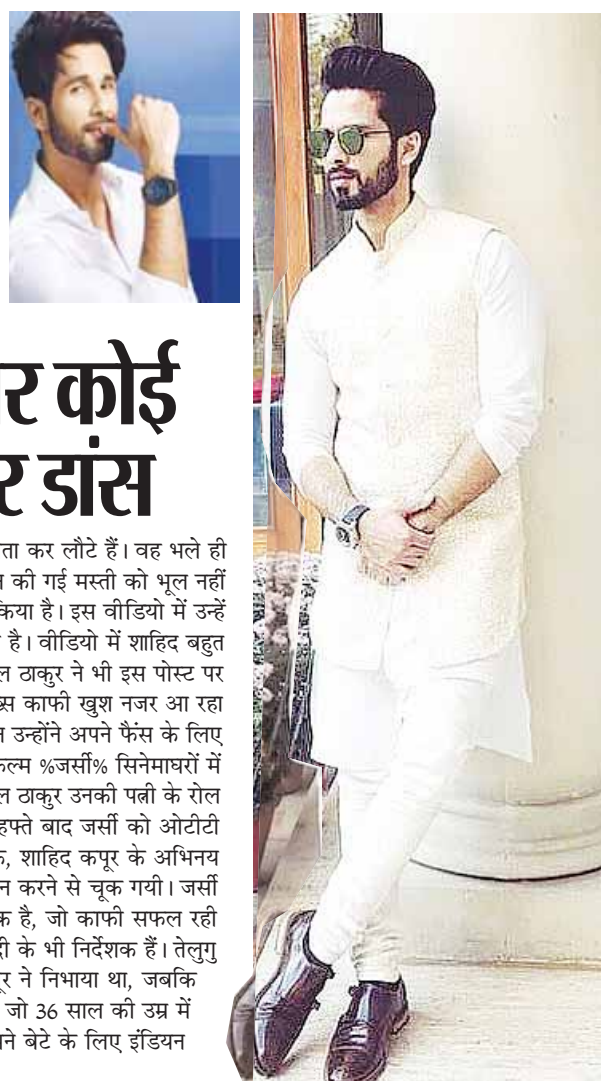 र कोई
र डांस
ता कर लौटे हैं। वह भले ही
न की गई मस्ती को भूल नहीं
किया है। इस वीडियो में उन्हें
है। वीडियो में शाहिद बहुत
ल ठाकुर ने भी इस पोस्ट पर
स काफी खुश नजर आ रहा
न उन्होंने अपने फैंस के लिए
फिल्म %जर्सी% सिनेमाघरों में
ल ठाकुर उनकी पत्नी के रोल
हफ्ते बाद जर्सी को ओटीटी
क, शाहिद कपूर के अभिनय
न करने से चूक गयी। जर्सी
क है, जो काफी सफल रही
दी के भी निर्देशक हैं। तेलुगु
र ने निभाया था, जबकि
जो 36 साल की उम्र में
ने बेटे के लिए इंडियन